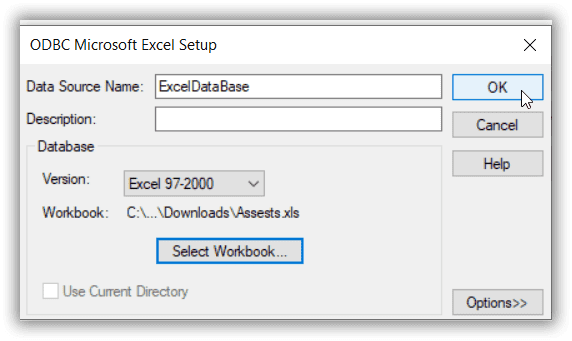 ODBC Microsoft Excel Setup
Data Source Name: ExcelDataBase OK
Description: Cancel
Database Help
Version: Excel 97-2000
Workbook: C:\...\Downloads\Assests.xls
Select Workbook...
Use Current Directory
Options>>